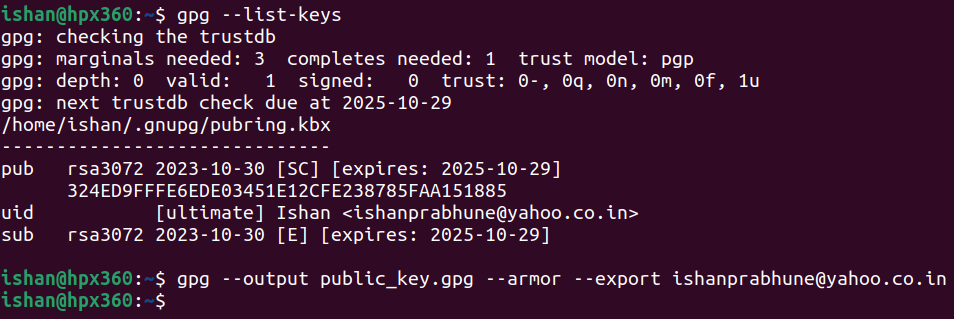 ishan@hpx360:~$ gpg --list-keys
gpg: checking the trustdb
gpg: marginals needed: 3  completes needed: 1  trust model: pgp
gpg: depth: 0  valid:   1  signed:   0  trust: 0-, 0q, 0n, 0m, 0f, 1u
gpg: next trustdb check due at 2025-10-29
/home/ishan/.gnupg/pubring.kbx
------------------------------
pub   rsa3072 2023-10-30 [SC] [expires: 2025-10-29]
      324ED9FFFE6EDE03451E12CFE238785FAA151885
uid           [ultimate] Ishan <ishanprabhune@yahoo.co.in>
sub   rsa3072 2023-10-30 [E] [expires: 2025-10-29]

ishan@hpx360:~$ gpg --output public_key.gpg --armor --export ishanprabhune@yahoo.co.in
ishan@hpx360:~$